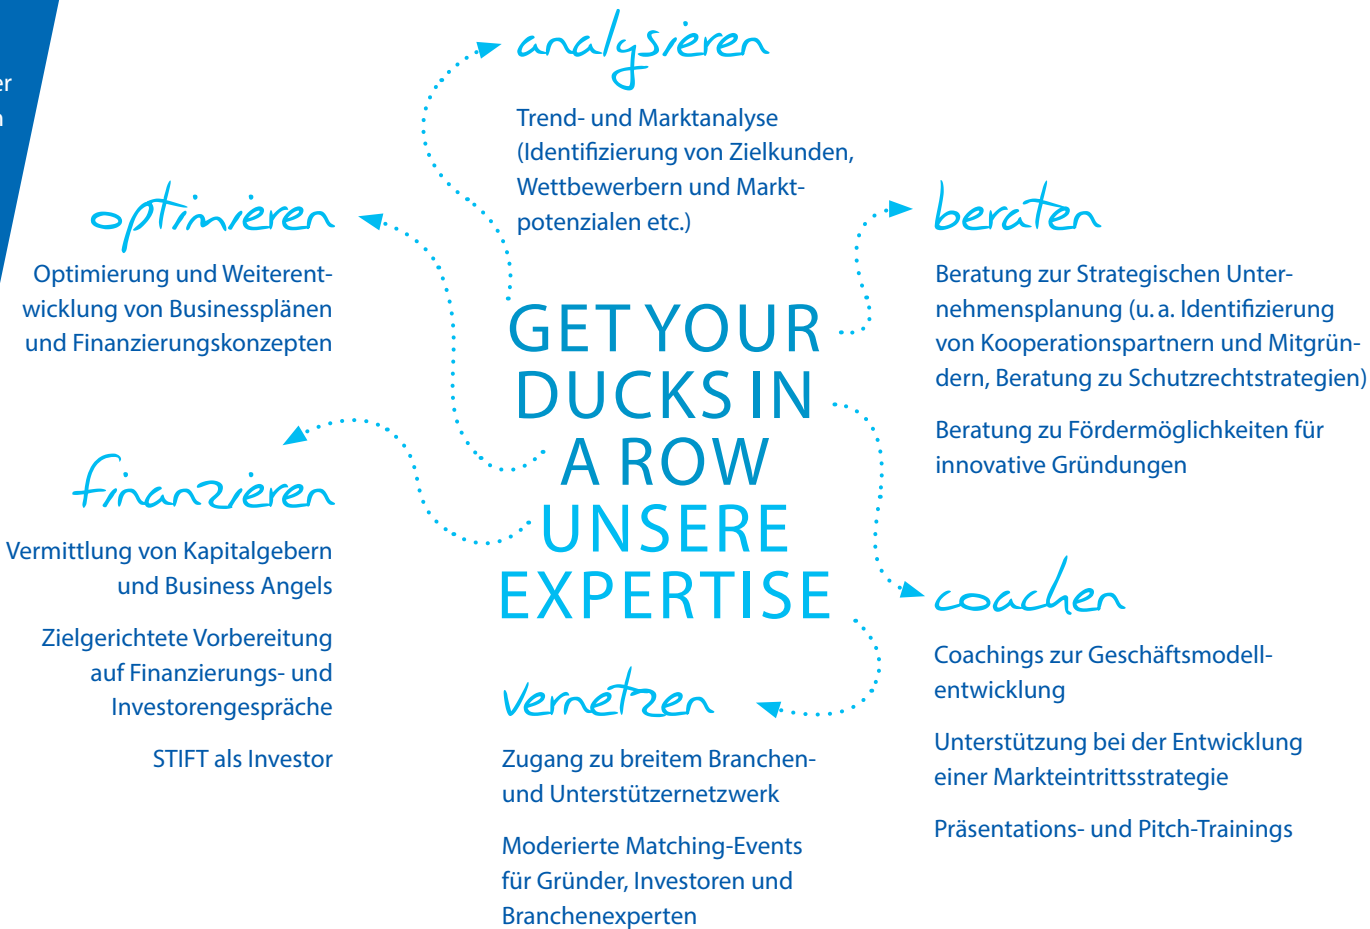 er
n
analysieren
Trend- und Marktanalyse
(Identifizierung von Zielkunden,
Wettbewerbern und Markt-
potenzialen etc.)
optimieren
Optimierung und Weiterent-
wicklung von Businessplänen
und Finanzierungskonzepten
beraten
Beratung zur Strategischen Unter-
nehmensplanung (u. a. Identifizierung
von Kooperationspartnern und Mitgrün-
dern, Beratung zu Schutzrechtstrategien)
Beratung zu Fördermöglichkeiten für
innovative Gründungen
GET YOUR
DUCKS IN
A ROW
UNSERE
EXPERTISE
finanzieren
Vermittlung von Kapitalgebern
und Business Angels
Zielgerichtete Vorbereitung
auf Finanzierungs- und
Investorengespräche
STIFT als Investor
coachen
Coachings zur Geschäftsmodell-
entwicklung
Unterstützung bei der Entwicklung
einer Markteintrittsstrategie
Präsentations- und Pitch-Trainings
vernetzen
Zugang zu breitem Branchen-
und Unterstützernetzwerk
Moderierte Matching-Events
für Gründer, Investoren und
Branchenexperten